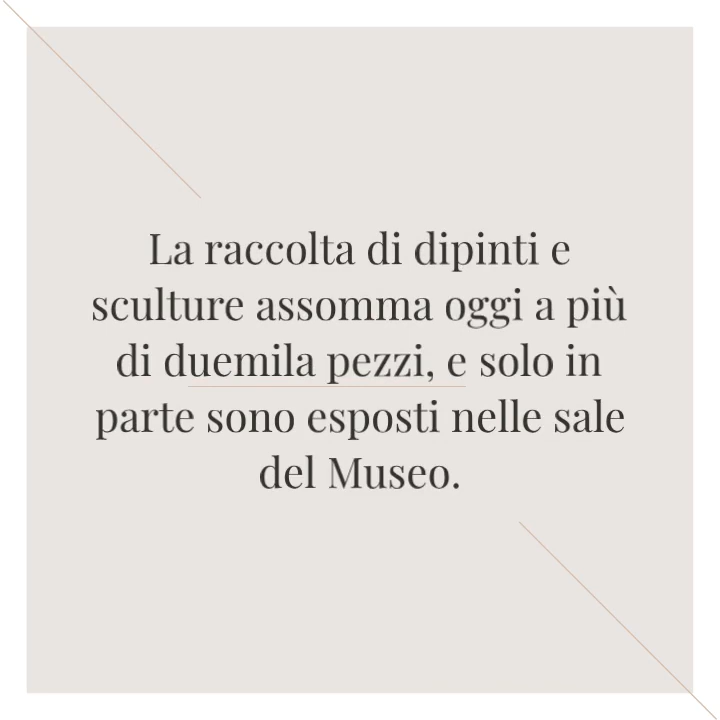 La raccolta di dipinti e
sculture assomma oggi a più
di duemila pezzi, e solo in
parte sono esposti nelle sale
del Museo.